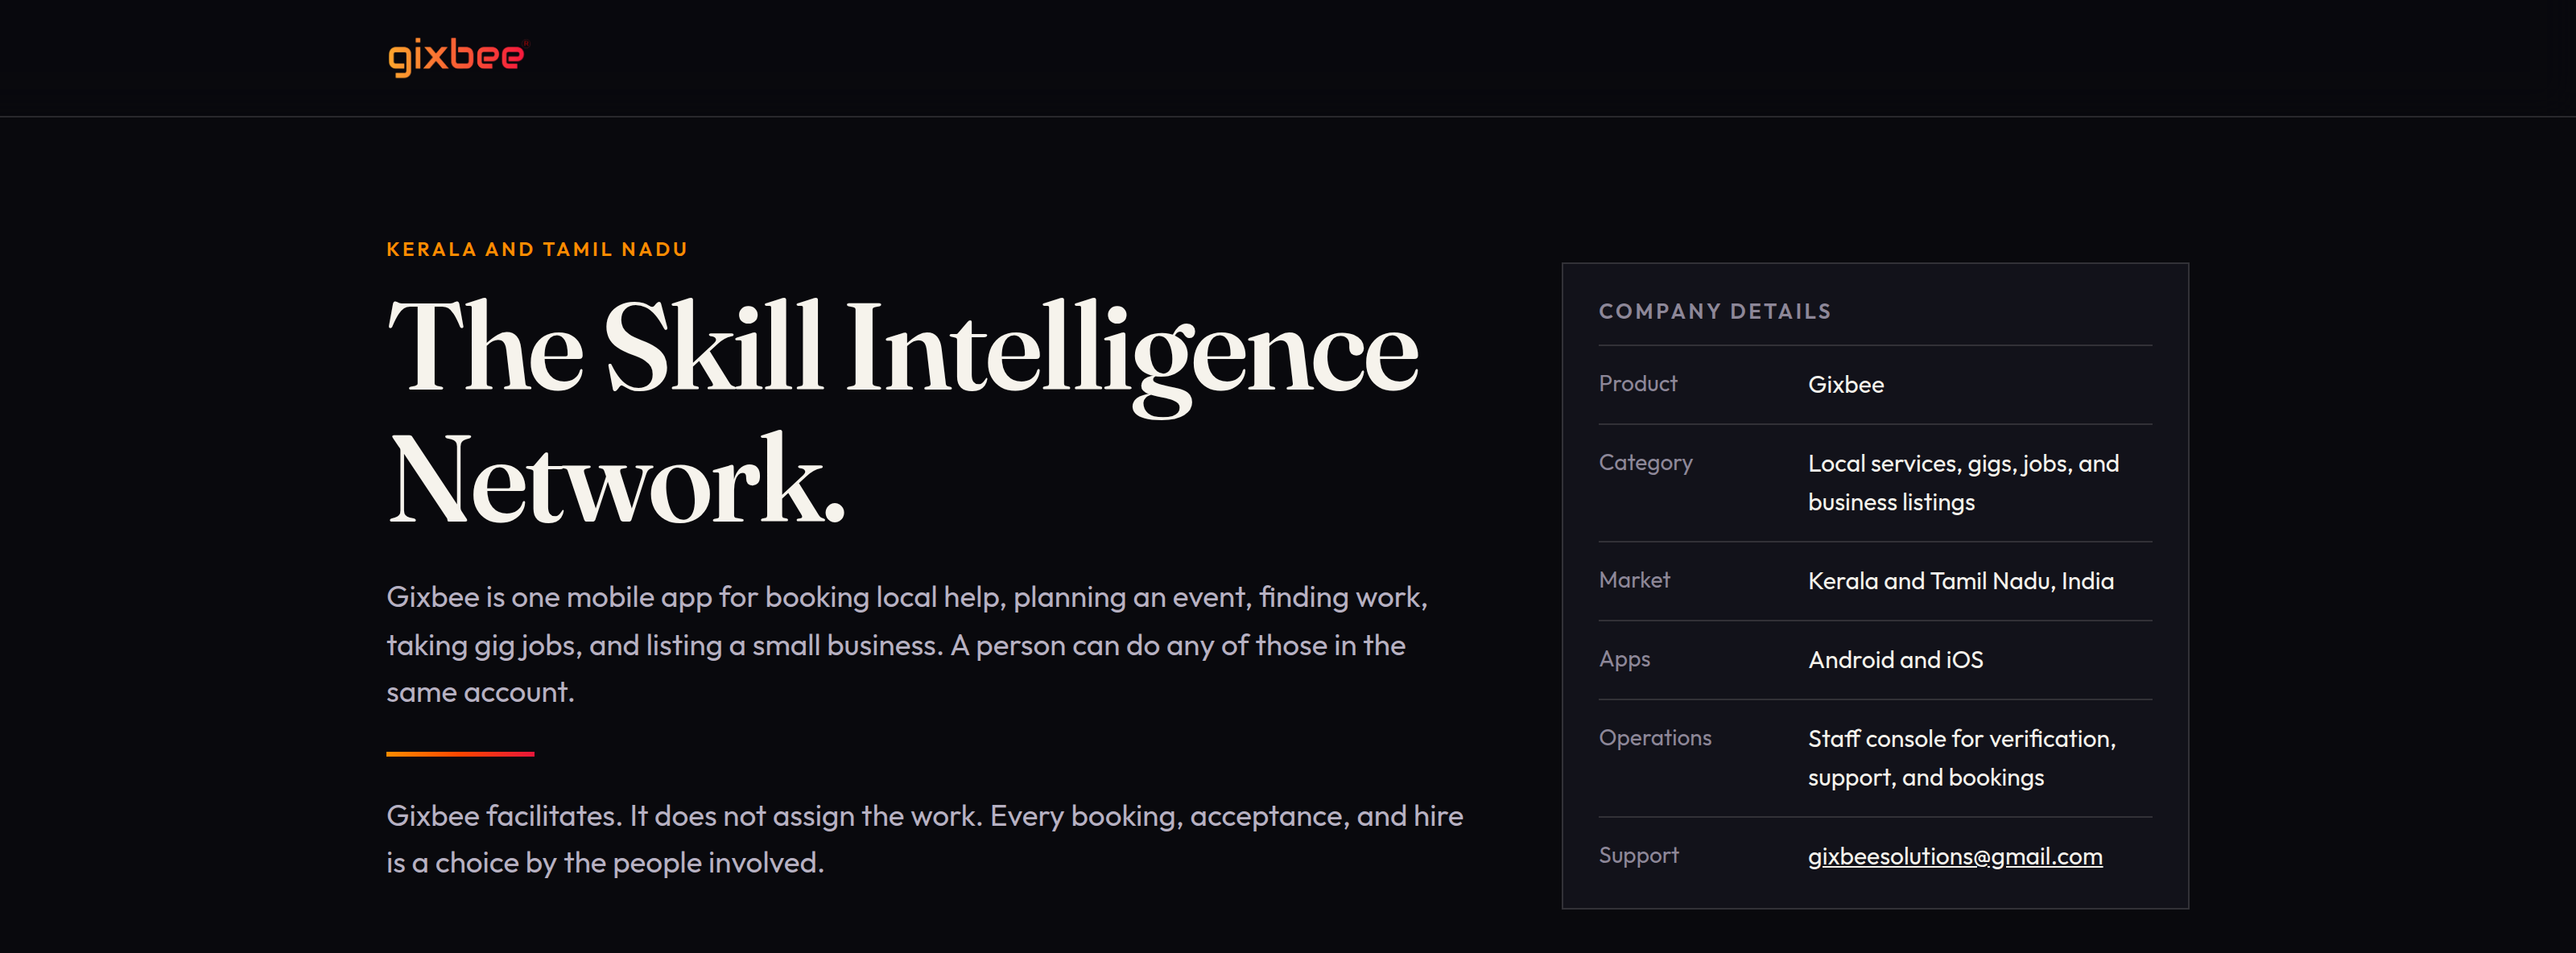 gixbee
KERALA AND TAMIL NADU
The Skill Intelligence
Network.
Gixbee is one mobile app for booking local help, planning an event, finding work,
taking gig jobs, and listing a small business. A person can do any of those in the
same account.
Gixbee facilitates. It does not assign the work. Every booking, acceptance, and hire
is a choice by the people involved.
COMPANY DETAILS
Product Gixbee
Category Local services, gigs, jobs, and
business listings
Market Kerala and Tamil Nadu, India
Apps Android and iOS
Operations Staff console for verification,
support, and bookings
Support gixbeesolutions@gmail.com